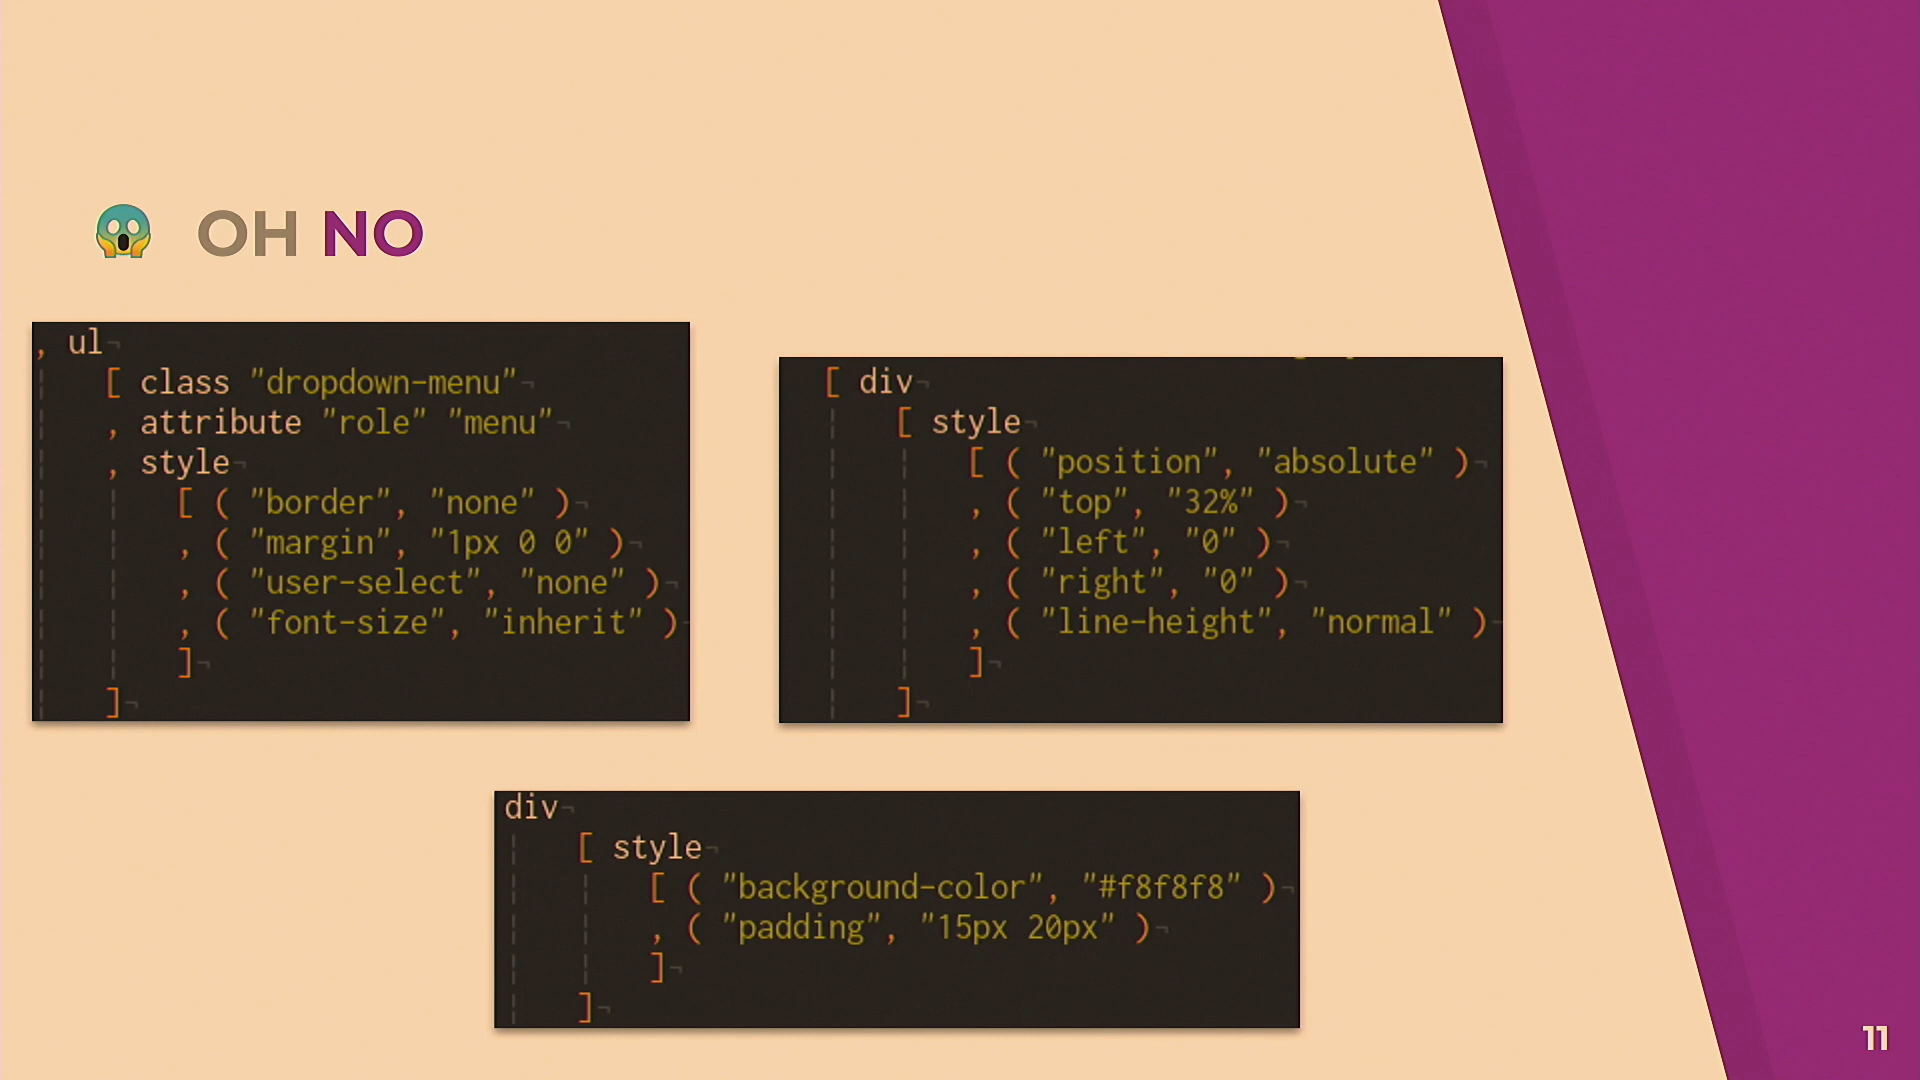 😱 OH NO
, ul¬
[ class "dropdown-menu"¬
, attribute "role" "menu"¬
, style¬
[ ( "border", "none" )¬
, ( "margin", "1px 0 0" )¬
, ( "user-select", "none" )¬
, ( "font-size", "inherit" )¬
]¬
]¬
[ div¬
[ style¬
[ ( "position", "absolute" )¬
, ( "top", "32%" )¬
, ( "left", "0" )¬
, ( "right", "0" )¬
, ( "line-height", "normal" )¬
]¬
]¬
div¬
[ style¬
[ ( "background-color", "#f8f8f8" )¬
, ( "padding", "15px 20px" )¬
]¬
]¬
11